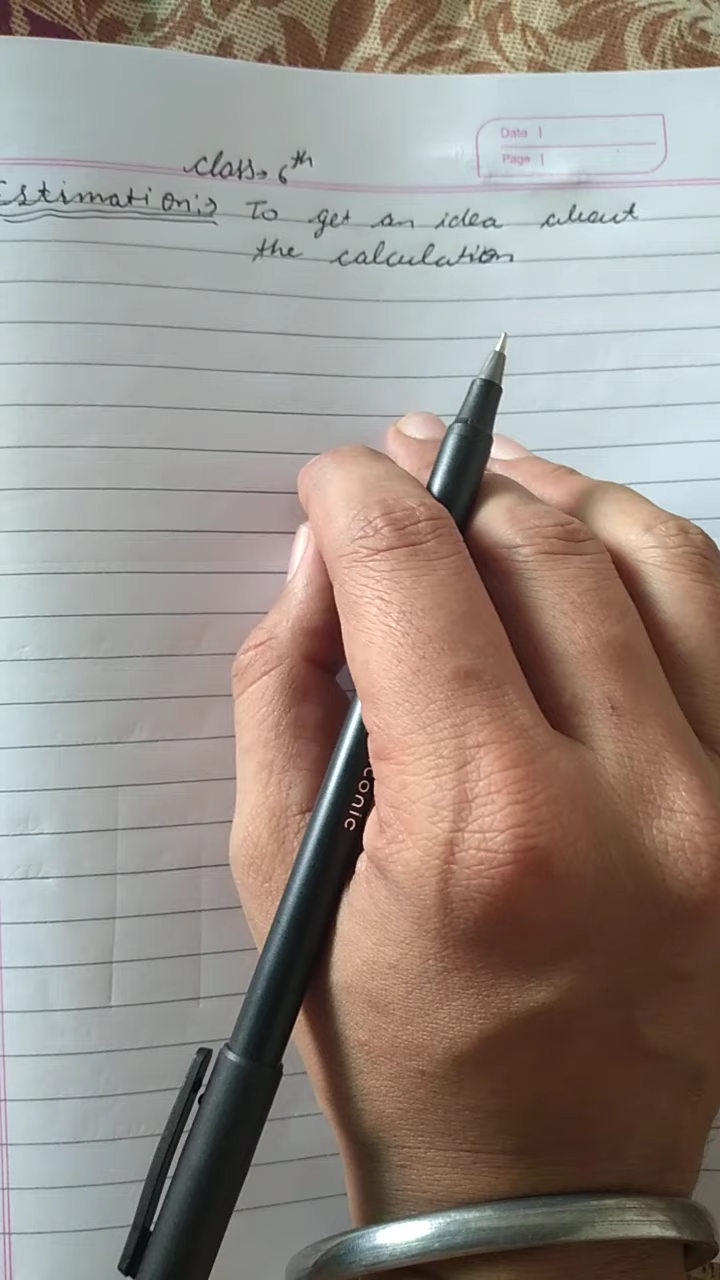 class → 6th
Date
Page
Estimation:→ To get an idea about
the calculation
conic